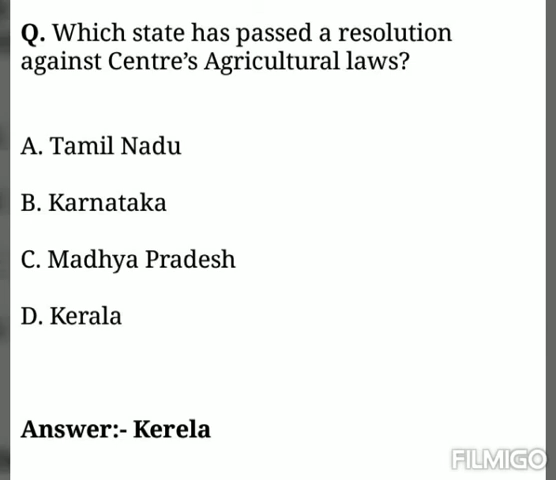 Q. Which state has passed a resolution
against Centre’s Agricultural laws?
A. Tamil Nadu
B. Karnataka
C. Madhya Pradesh
D. Kerala
Answer:- Kerela
FILMIGO